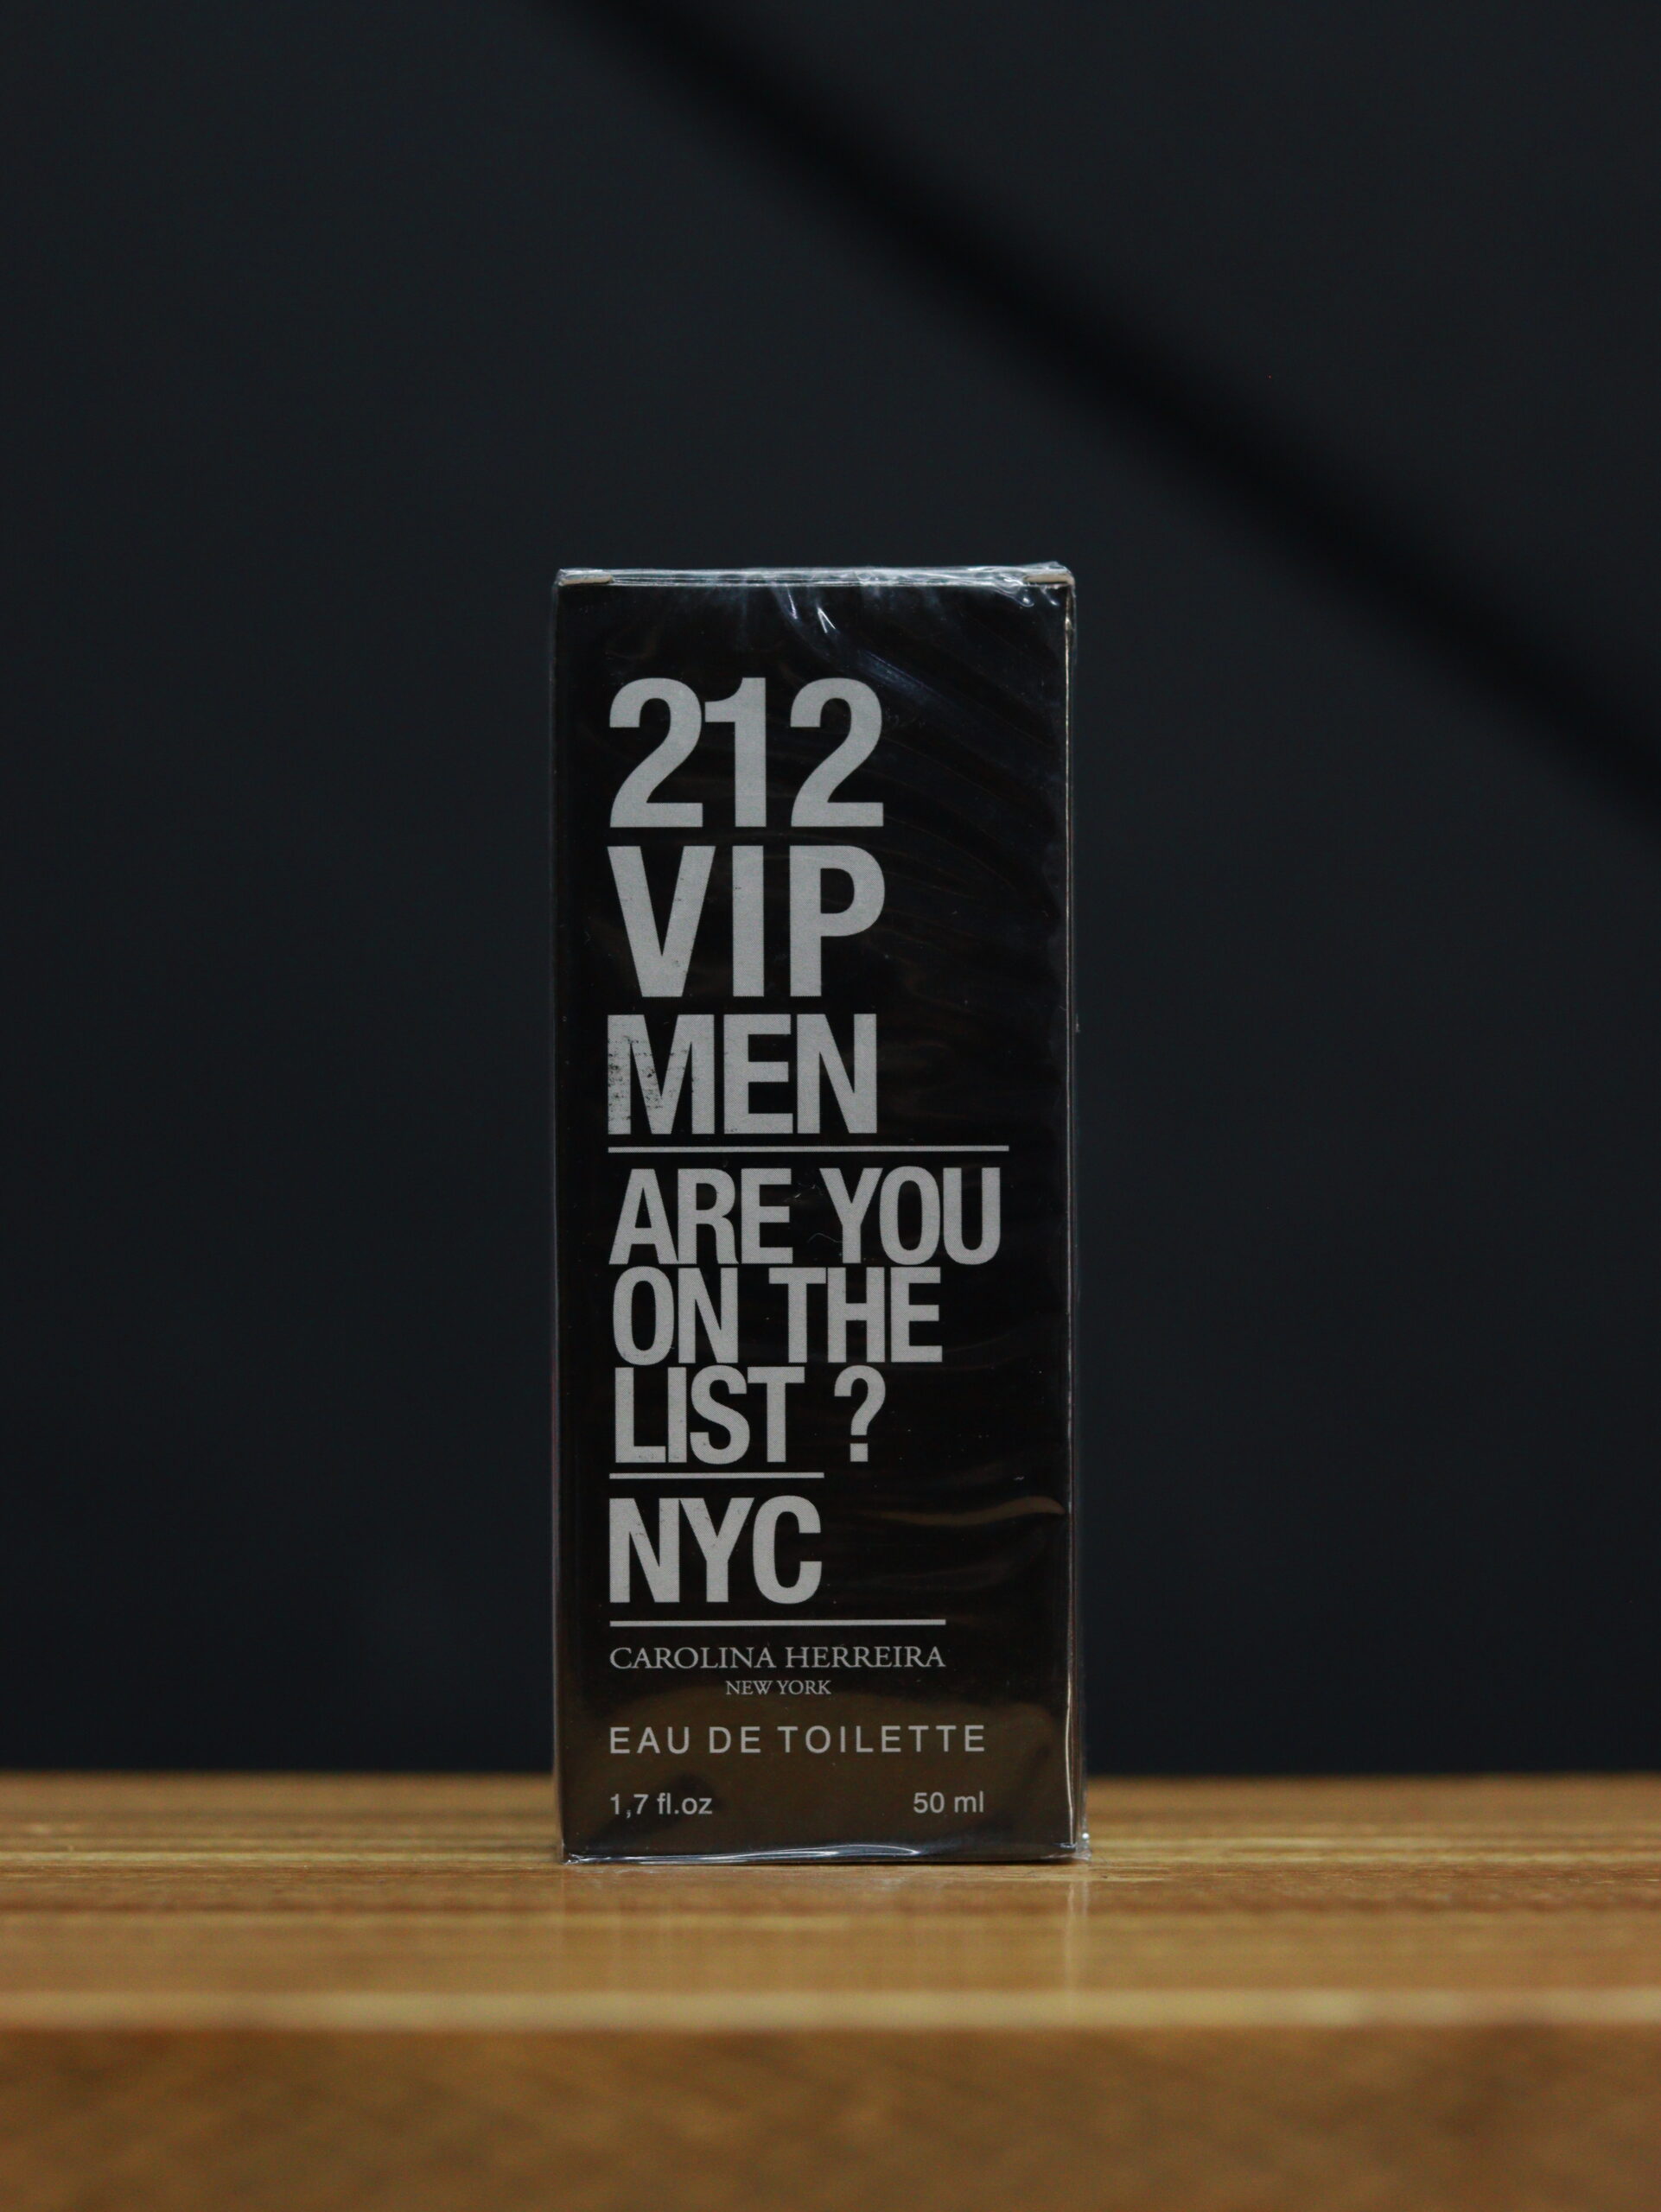 212
VIP
MEN
ARE YOU
ON THE
LIST ?
NYC
CAROLINA HERREIRA
NEW YORK
EAU DE TOILETTE
1,7 fl.oz 50 ml